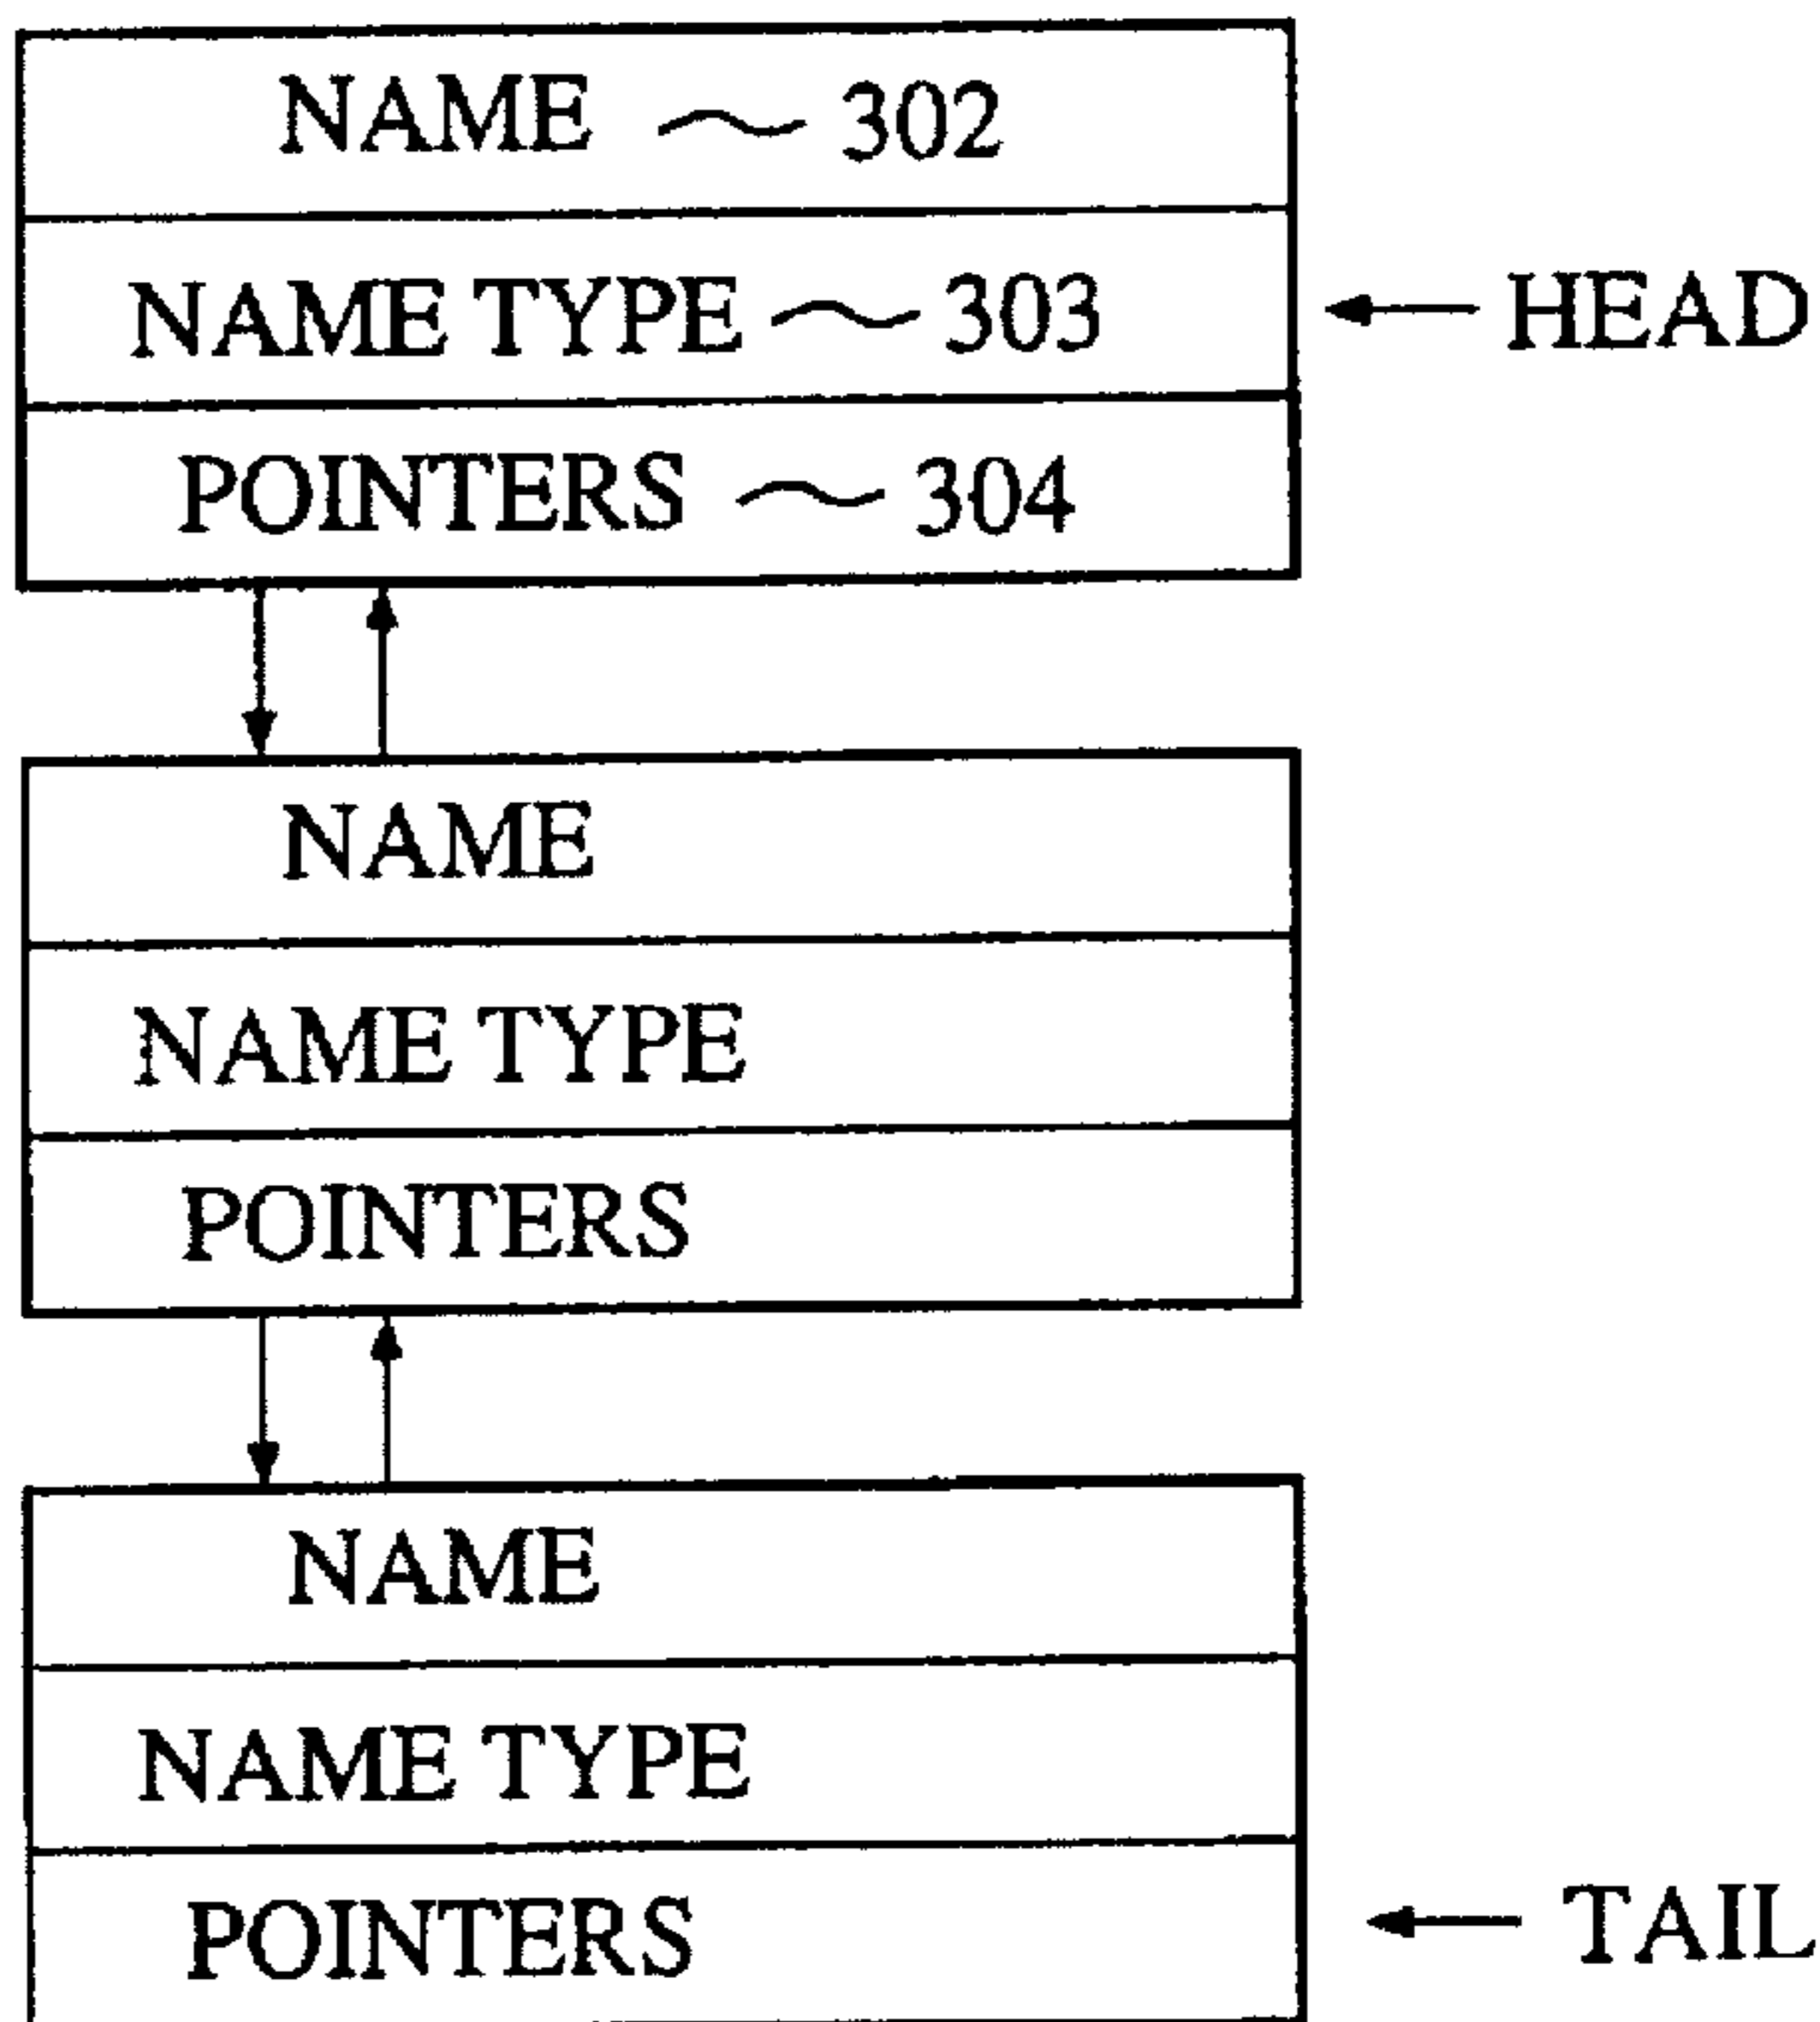 NAME 302
NAME TYPE 303
HEAD
POINTERS 304
NAME
NAME TYPE
POINTERS
NAME
NAME TYPE
POINTERS
TAIL